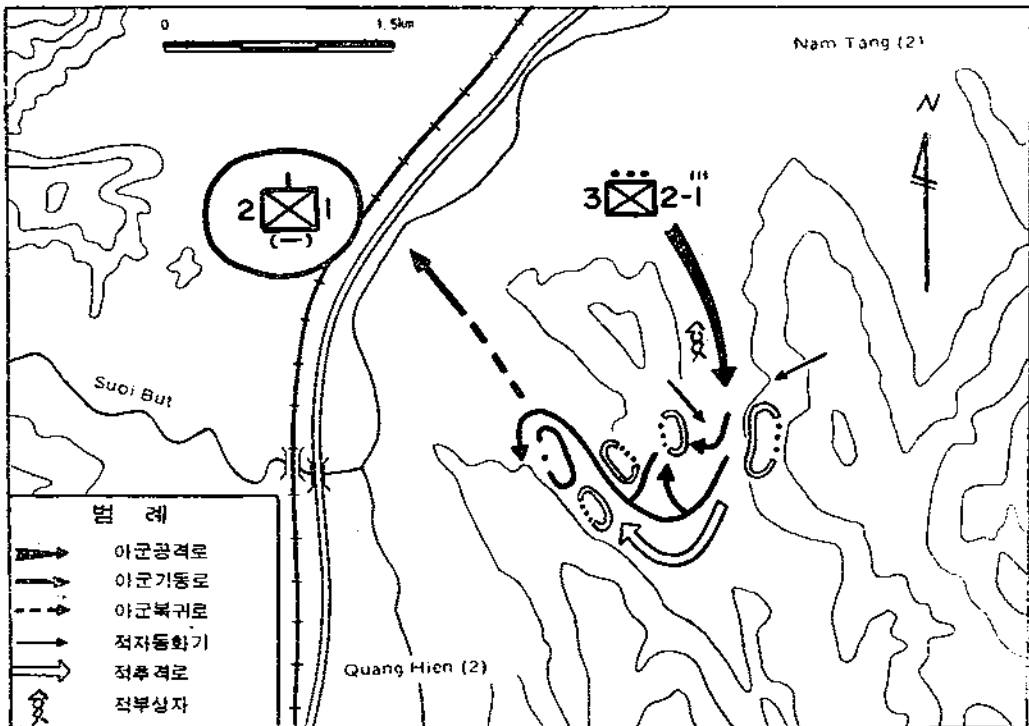 0 1.5km
Nam Tang (2)
N
2 1
(—)
3 2-1
Suoi But
범 례
아군공격로
아군기동로
아군복귀로
적자동화기
적추격로
적부상자
Quang Hien (2)